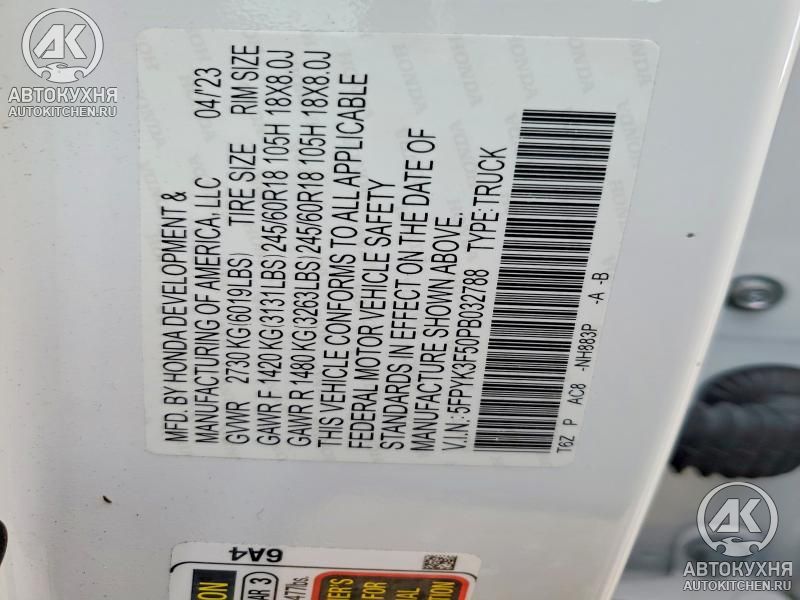 MFD. BY HONDA DEVELOPMENT &
MANUFACTURING OF AMERICA, LLC 04/23
GVWR 2730 KG(6019LBS) TIRE SIZE RIM SIZE
GAWR F 1420 KG(3131LBS)245/60R18 105H 18X8.0J
GAWR R 1480 KG(3263LBS)245/60R18 105H 18X8.0J
THIS VEHICLE CONFORMS TO ALL APPLICABLE
FEDERAL MOTOR VEHICLE SAFETY
STANDARDS IN EFFECT ON THE DATE OF
MANUFACTURE SHOWN ABOVE.
V.I.N: 5FPYK3F50PB032788 TYPE:TRUCK
T6Z P AC8 -NH883P -A -B
6A4
АК
АВТОКУХНЯ
AUTOKITCHEN.RU
АК
АВТОКУХНЯ
AUTOKITCHEN.RU